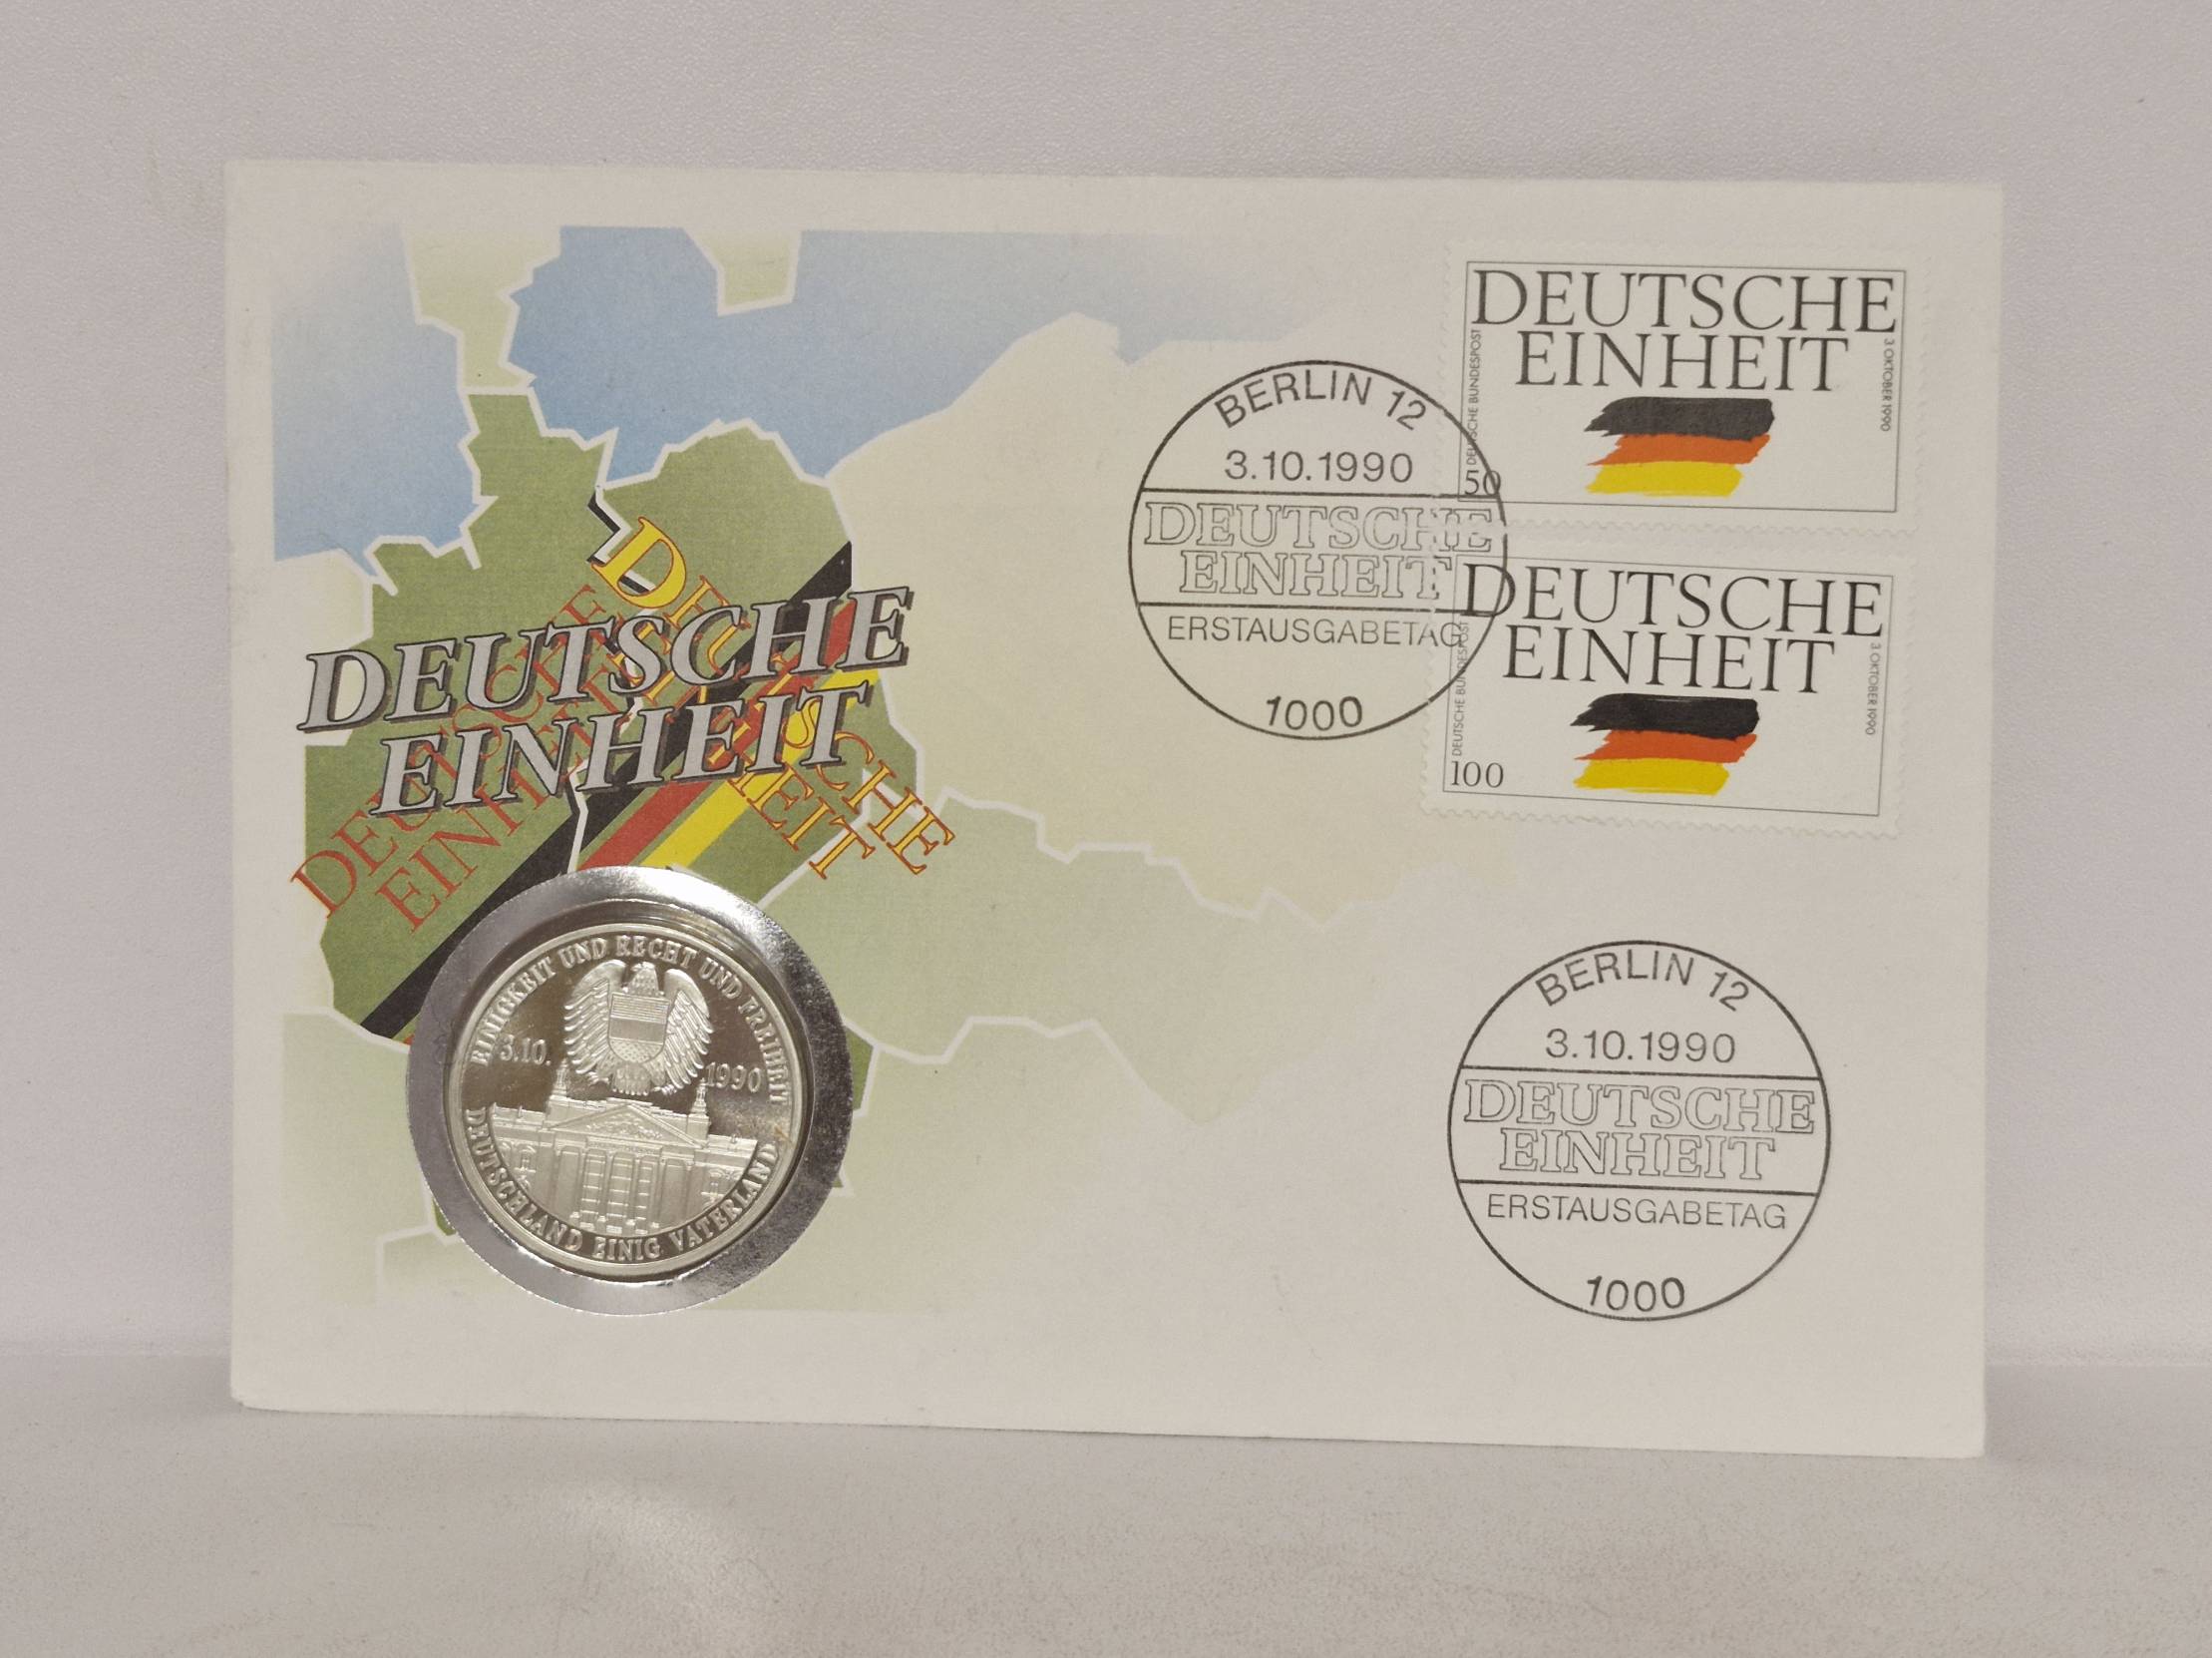 DEUTSCHE
EINHEIT
DEUTSCHE
EINHEIT
DEUTSCHE
EINHEIT
EINIGKEIT UND RECHT UND FREIHEIT
3.10. 1990
DEUTSCHLAND EINIG VATERLAND
BERLIN 12
3.10.1990
DEUTSCHE
EINHEIT
ERSTAUSGABETAG
1000
DEUTSCHE
EINHEIT
DEUTSCHE BUNDESPOST
3. OKTOBER 1990
50
DEUTSCHE
EINHEIT
DEUTSCHE BUNDESPOST
3. OKTOBER 1990
100
BERLIN 12
3.10.1990
DEUTSCHE
EINHEIT
ERSTAUSGABETAG
1000